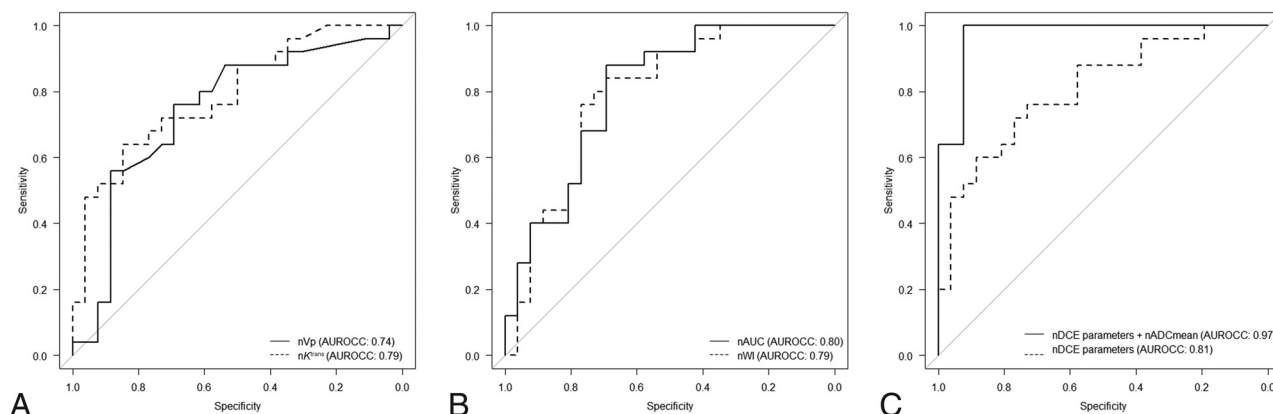 1.0
0.8
0.6
0.4
0.2
0.0
Sensitivity
nVp (AUROCC: 0.74)
nKtrans (AUROCC: 0.79)
1.0 0.8 0.6 0.4 0.2 0.0
Specificity
A
1.0
0.8
0.6
0.4
0.2
0.0
Sensitivity
nAUC (AUROCC: 0.80)
nWI (AUROCC: 0.79)
1.0 0.8 0.6 0.4 0.2 0.0
Specificity
B
1.0
0.8
0.6
0.4
0.2
0.0
Sensitivity
nDCE parameters + nADCmean (AUROCC: 0.97
nDCE parameters (AUROCC: 0.81)
1.0 0.8 0.6 0.4 0.2 0.0
Specificity
C